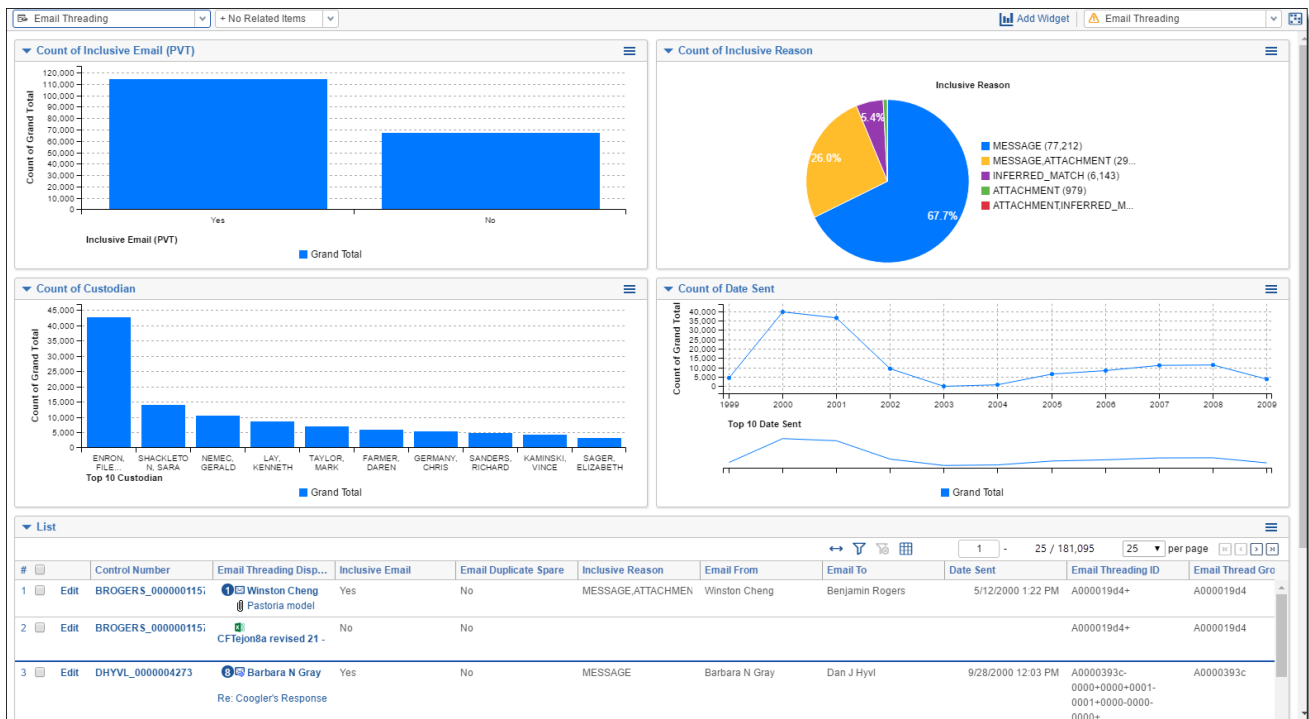 Email Threading + No Related Items Add Widget Email Threading
Count of Inclusive Email (PVT)
120,000
110,000
100,000
90,000
80,000
70,000
60,000
50,000
40,000
30,000
20,000
10,000
0
Count of Grand Total
Yes No
Inclusive Email (PVT)
Grand Total
Count of Inclusive Reason
Inclusive Reason
5.4%
26.0%
67.7%
MESSAGE (77,212)
MESSAGE,ATTACHMENT (29...
INFERRED_MATCH (6,143)
ATTACHMENT (979)
ATTACHMENT,INFERRED_M...
Count of Custodian
45,000
40,000
35,000
30,000
25,000
20,000
15,000
10,000
5,000
0
Count of Grand Total
ENRON, SHACKLETO NEMEC, LAY, TAYLOR, FARMER, GERMANY, SANDERS, KAMINSKI, SAGER,
FILE... N, SARA GERALD KENNETH MARK DAREN CHRIS RICHARD VINCE ELIZABETH
Top 10 Custodian
Grand Total
Count of Date Sent
40,000
35,000
30,000
25,000
20,000
15,000
10,000
5,000
0
Count of Grand Total
1999 2000 2001 2002 2003 2004 2005 2006 2007 2008 2009
Top 10 Date Sent
Grand Total
List
1 - 25 / 181,095 25 per page
# Control Number Email Threading Disp... Inclusive Email Email Duplicate Spare Inclusive Reason Email From Email To Date Sent Email Threading ID Email Thread Gro
1 Edit BROGERS_0000001157 1 Winston Cheng Yes No MESSAGE,ATTACHMEN Winston Cheng Benjamin Rogers 5/12/2000 1:22 PM A000019d4+ A000019d4
Pastoria model
2 Edit BROGERS_0000001157 No No A000019d4+ A000019d4
CFTejon8a revised 21 -
3 Edit DHYVL_0000004273 8 Barbara N Gray Yes No MESSAGE Barbara N Gray Dan J Hyvl 9/28/2000 12:03 PM A0000393c- A0000393c
0000+0000+0001-
Re: Coogler's Response 0001+0000-0000-
0000+